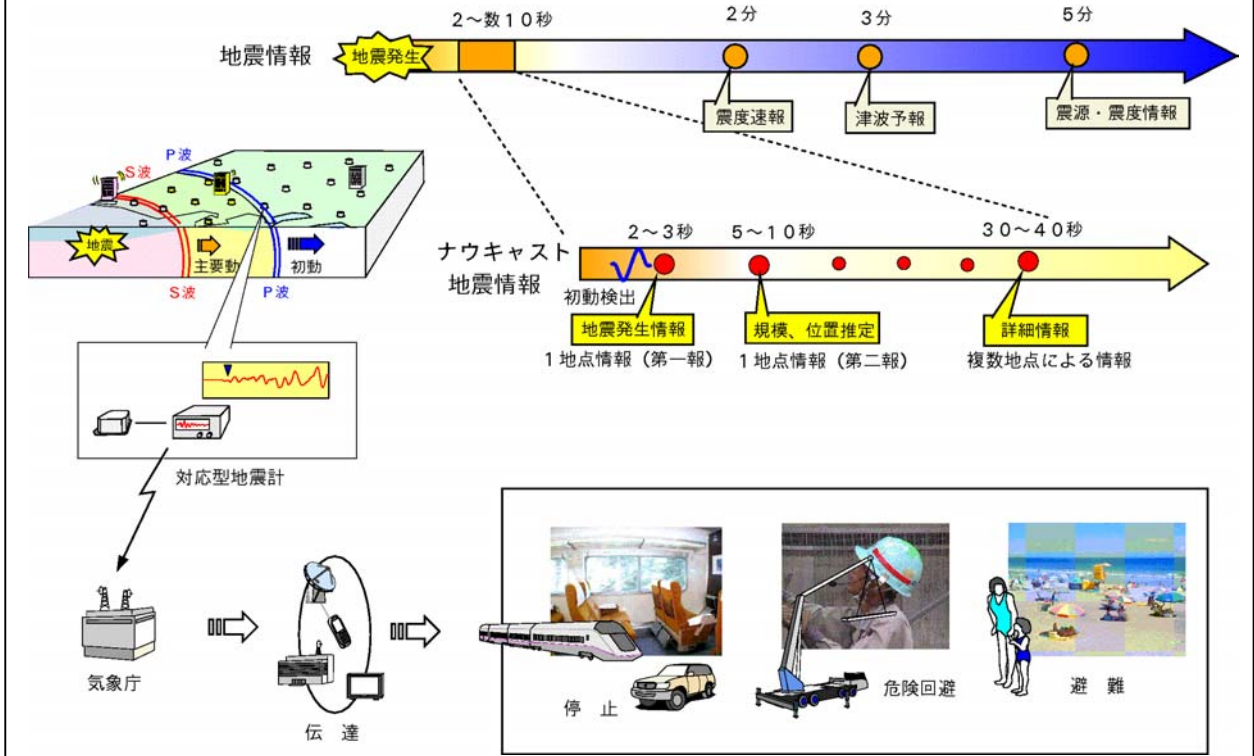 2～数10秒
2分
3分
5分
地震情報
地震発生
震度速報
津波予報
震源・震度情報
P波
S波
地震
主要動
初動
S波
P波
ナウキャスト
地震情報
2～3秒
5～10秒
30～40秒
初動検出
地震発生情報
規模、位置推定
詳細情報
1地点情報（第一報）
1地点情報（第二報）
複数地点による情報
対応型地震計
気象庁
伝 達
停 止
危険回避
避 難